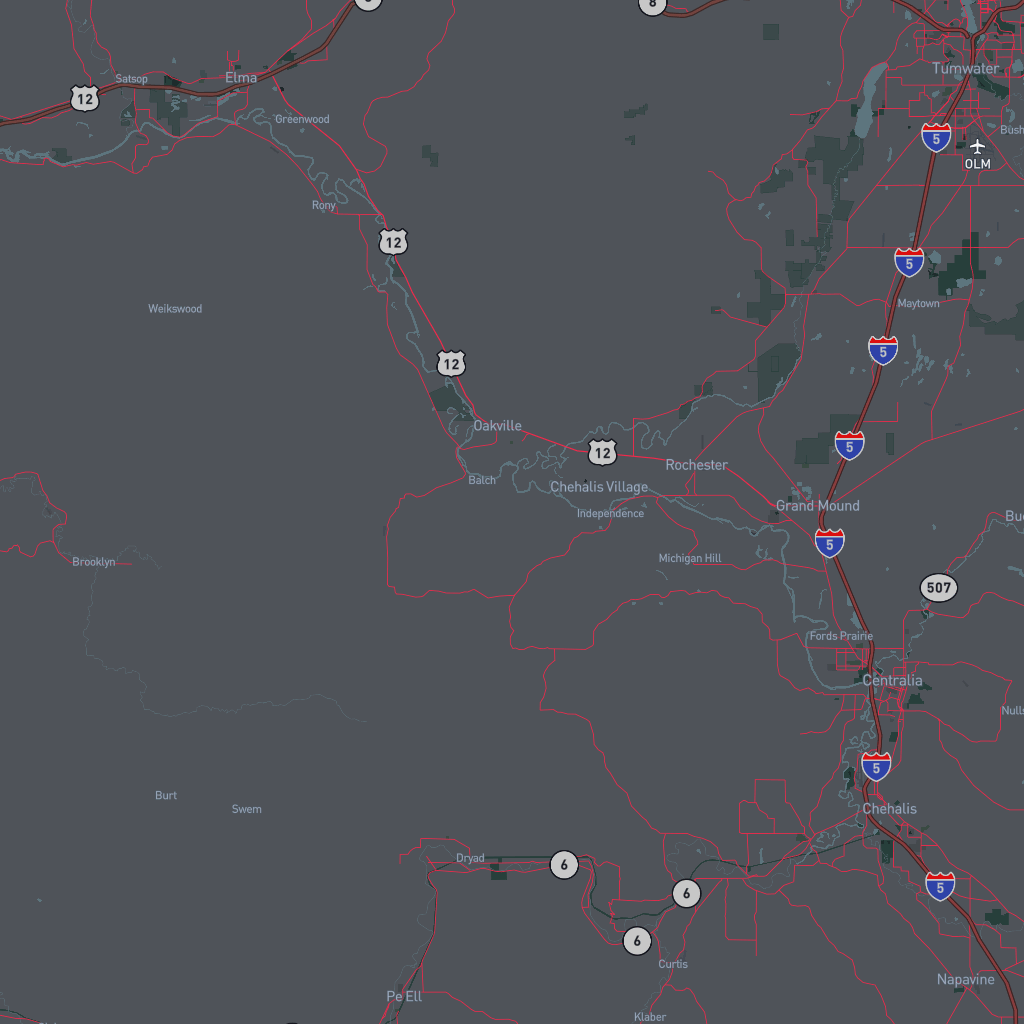 8
Tumwater
Satsop
Elma
12
Greenwood
5
Bush
OLM
Rony
12
5
Maytown
Weikswood
5
12
Oakville
5
12
Rochester
Balch
Chehalis Village
Grand Mound
Independence
5
Michigan Hill
Brooklyn
507
Fords Prairie
Centralia
Nulls
5
Burt
Swem
Chehalis
Dryad
6
5
6
6
Curtis
Napavine
Pe Ell
Klaber